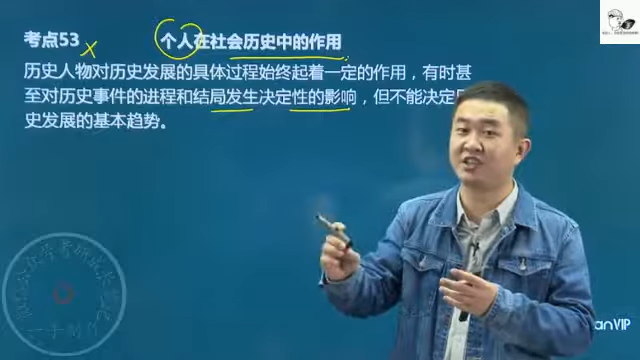 考点53 个人在社会历史中的作用
历史人物对历史发展的具体过程始终起着一定的作用，有时甚
至对历史事件的进程和结局发生决定性的影响，但不能决定
史发展的基本趋势。
anVIP